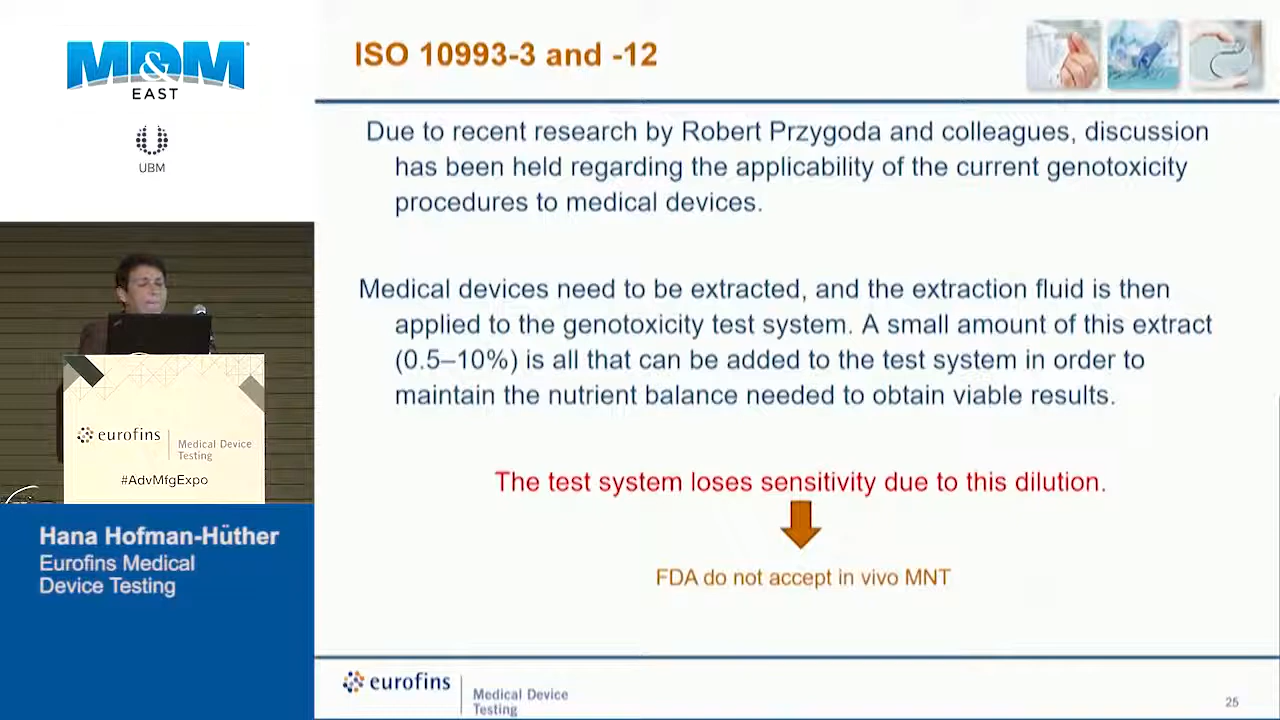 M&M
EAST
UBM
ISO 10993-3 and -12
Due to recent research by Robert Przygoda and colleagues, discussion
has been held regarding the applicability of the current genotoxicity
procedures to medical devices.
Medical devices need to be extracted, and the extraction fluid is then
applied to the genotoxicity test system. A small amount of this extract
(0.5–10%) is all that can be added to the test system in order to
maintain the nutrient balance needed to obtain viable results.
The test system loses sensitivity due to this dilution.
FDA do not accept in vivo MNT
eurofins
Medical Device
Testing
25
eurofins
Medical Device
Testing
#AdvMfgExpo
Hana Hofman-Hüther
Eurofins Medical
Device Testing